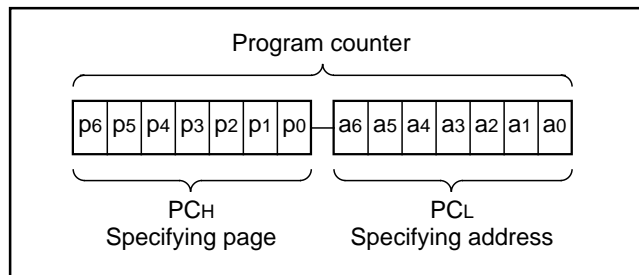 Program counter
p6 p5 p4 p3 p2 p1 p0 a6 a5 a4 a3 a2 a1 a0
PCH PCL
Specifying page Specifying address